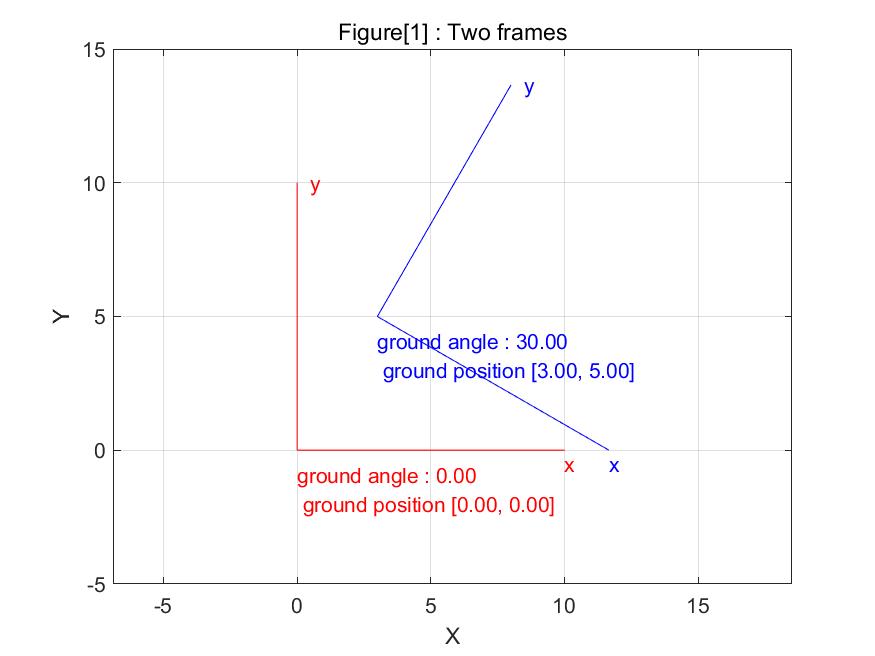 Figure[1] : Two frames
15
y
10
y
Y
5
ground angle : 30.00
ground position [3.00, 5.00]
0
x
x
ground angle : 0.00
ground position [0.00, 0.00]
-5
-5
0
5
10
15
X